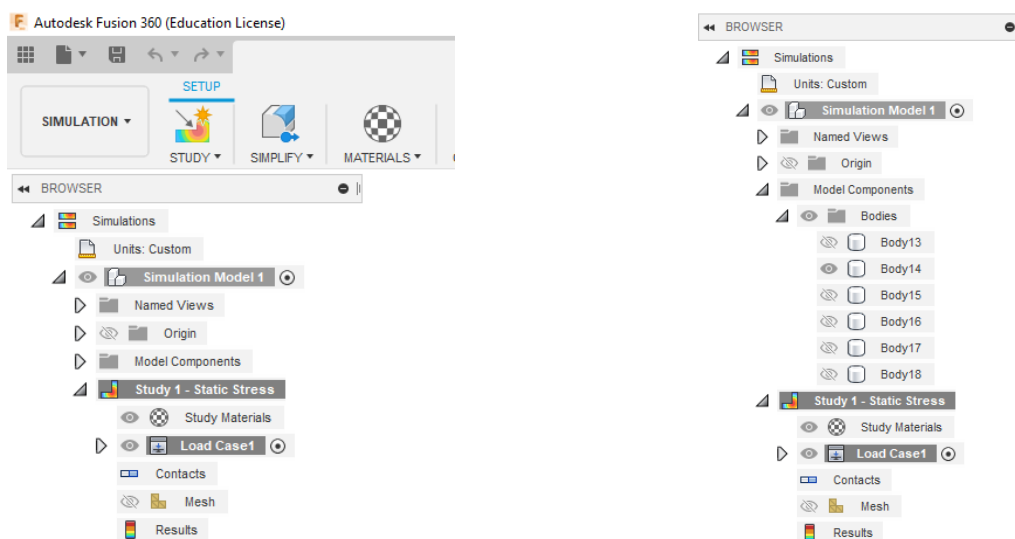 Autodesk Fusion 360 (Education License)
SETUP
SIMULATION
STUDY
SIMPLIFY
MATERIALS
BROWSER
Simulations
Units: Custom
Simulation Model 1
Named Views
Origin
Model Components
Study 1 - Static Stress
Study Materials
Load Case1
Contacts
Mesh
Results
BROWSER
Simulations
Units: Custom
Simulation Model 1
Named Views
Origin
Model Components
Bodies
Body13
Body14
Body15
Body16
Body17
Body18
Study 1 - Static Stress
Study Materials
Load Case1
Contacts
Mesh
Results